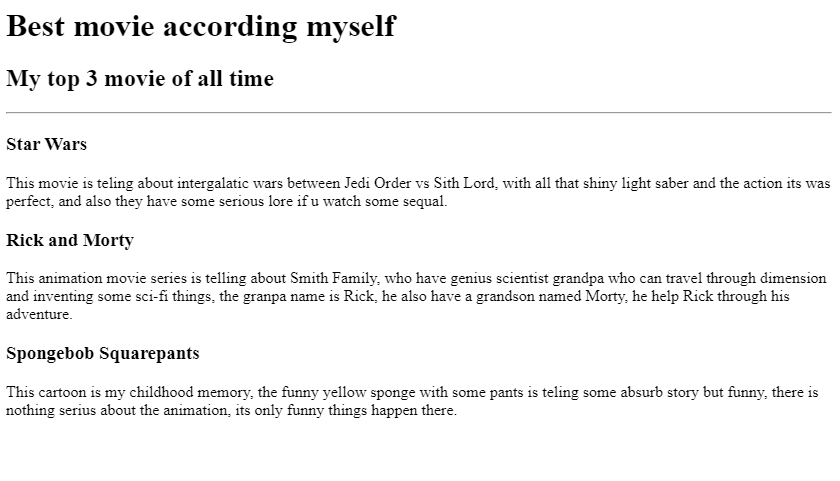 Best movie according myself
My top 3 movie of all time
Star Wars
This movie is teling about intergalatic wars between Jedi Order vs Sith Lord, with all that shiny light saber and the action its was
perfect, and also they have some serious lore if u watch some sequal.
Rick and Morty
This animation movie series is telling about Smith Family, who have genius scientist grandpa who can travel through dimension
and inventing some sci-fi things, the granpa name is Rick, he also have a grandson named Morty, he help Rick through his
adventure.
Spongebob Squarepants
This cartoon is my childhood memory, the funny yellow sponge with some pants is teling some absurb story but funny, there is
nothing serius about the animation, its only funny things happen there.